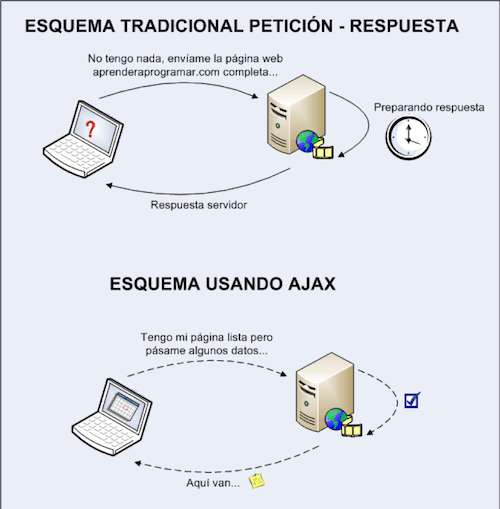 ESQUEMA TRADICIONAL PETICIÓN - RESPUESTA
No tengo nada, envíame la página web
aprenderaprogramar.com completa...
?
Preparando respuesta
Respuesta servidor
ESQUEMA USANDO AJAX
Tengo mi página lista pero
pásame algunos datos...
Aquí van...